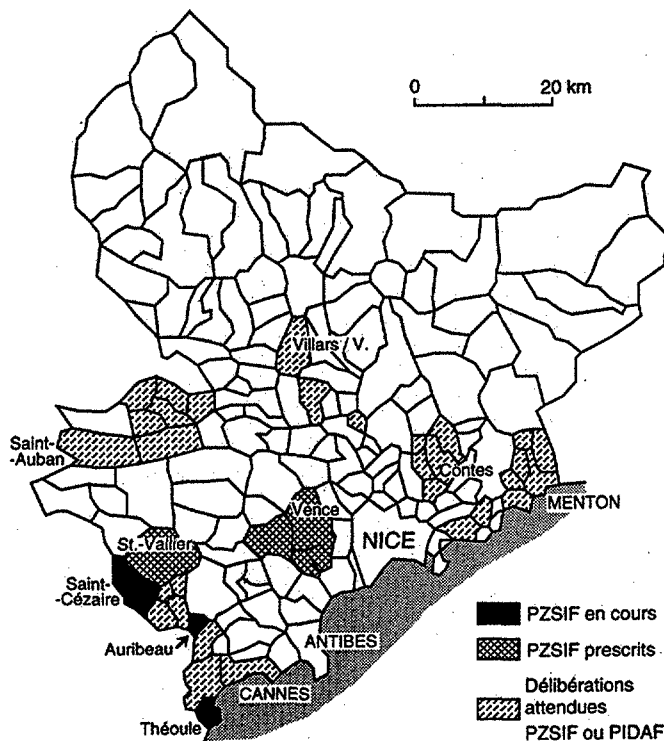 0 20 km
Villars / V.
Saint-
-Auban
Contes
MENTON
Vence
NICE
St.-Vallier
Saint-
-Cézaire
Auribeau
ANTIBES
CANNES
Théoule
PZSIF en cours
PZSIF prescrits
Délibérations
attendues
PZSIF ou PIDAF